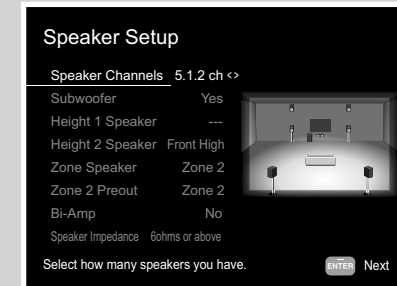 Speaker Setup
Speaker Channels 5.1.2 ch <>
Subwoofer Yes
Height 1 Speaker ---
Height 2 Speaker Front High
Zone Speaker Zone 2
Zone 2 Preout Zone 2
Bi-Amp No
Speaker Impedance 6ohms or above
Select how many speakers you have.
ENTER Next